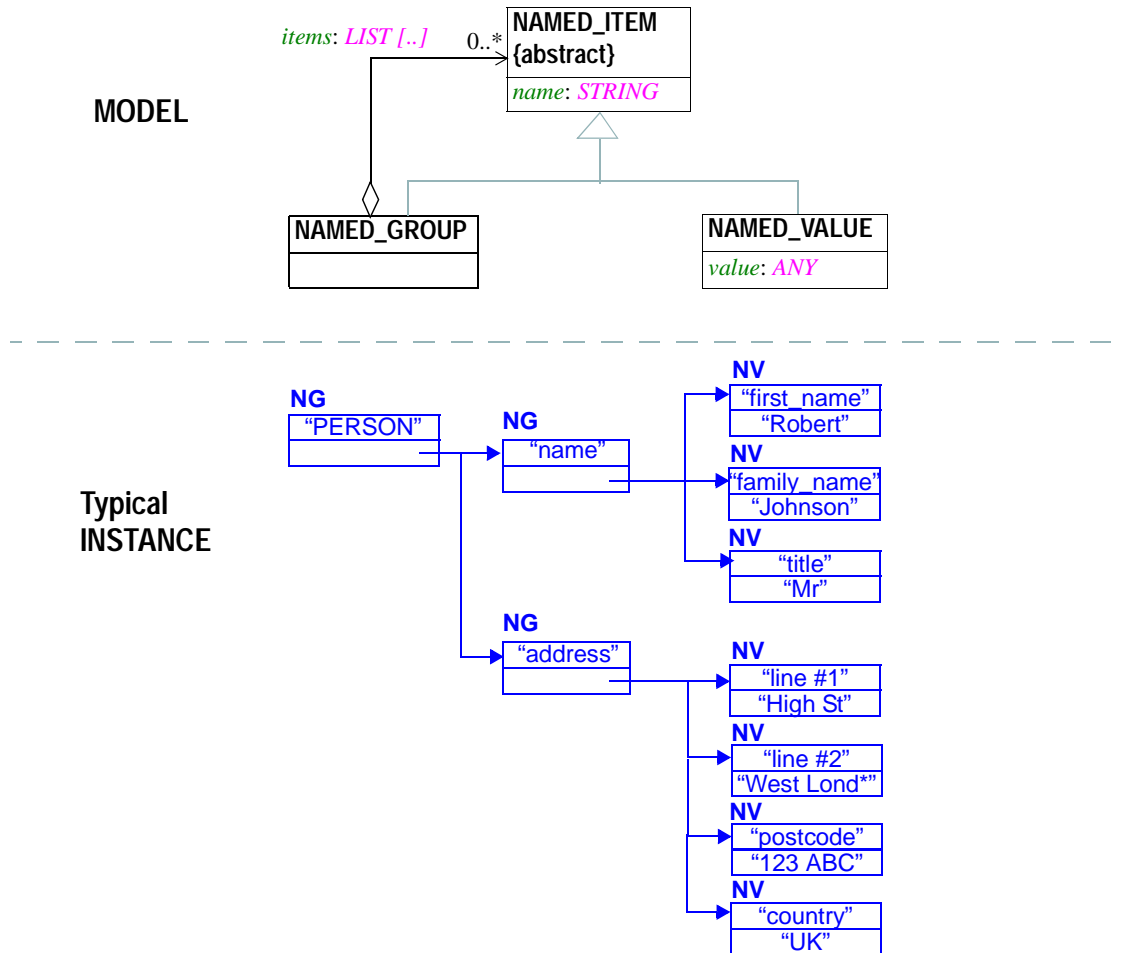 items: LIST [..]
0..*
NAMED_ITEM
{abstract}
name: STRING
MODEL
NAMED_GROUP
NAMED_VALUE
value: ANY
Typical
INSTANCE
NG
“PERSON”
NG
“name”
NV
“first_name”
“Robert”
NV
“family_name”
“Johnson”
NV
“title”
“Mr”
NG
“address”
NV
“line #1”
“High St”
NV
“line #2”
“West Lond*”
NV
“postcode”
“123 ABC”
NV
“country”
“UK”